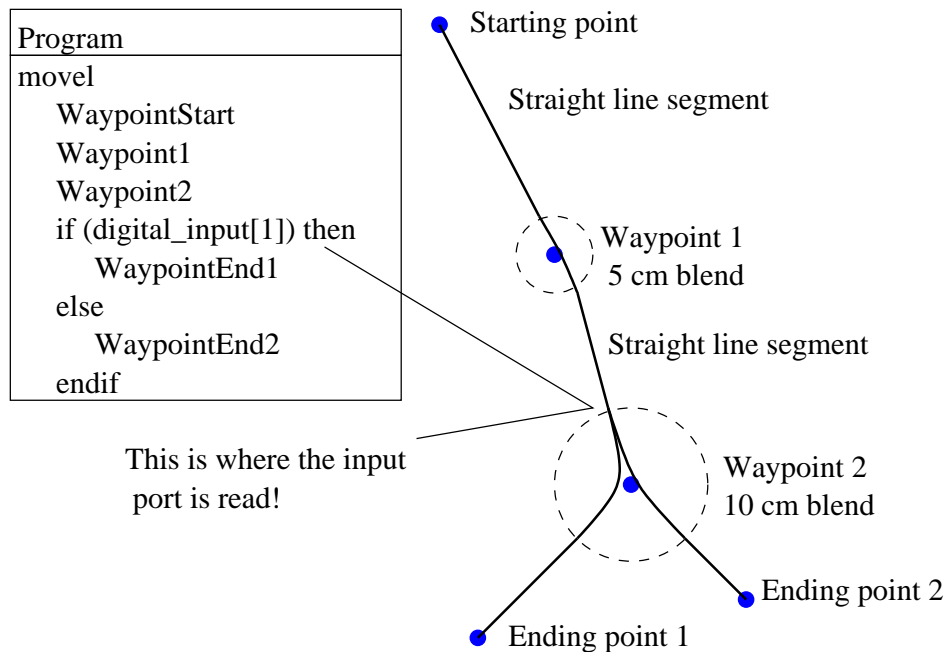 Program
movel
WaypointStart
Waypoint1
Waypoint2
if (digital_input[1]) then
WaypointEnd1
else
WaypointEnd2
endif
Starting point
Straight line segment
Waypoint 1
5 cm blend
Straight line segment
This is where the input
port is read!
Waypoint 2
10 cm blend
Ending point 2
Ending point 1